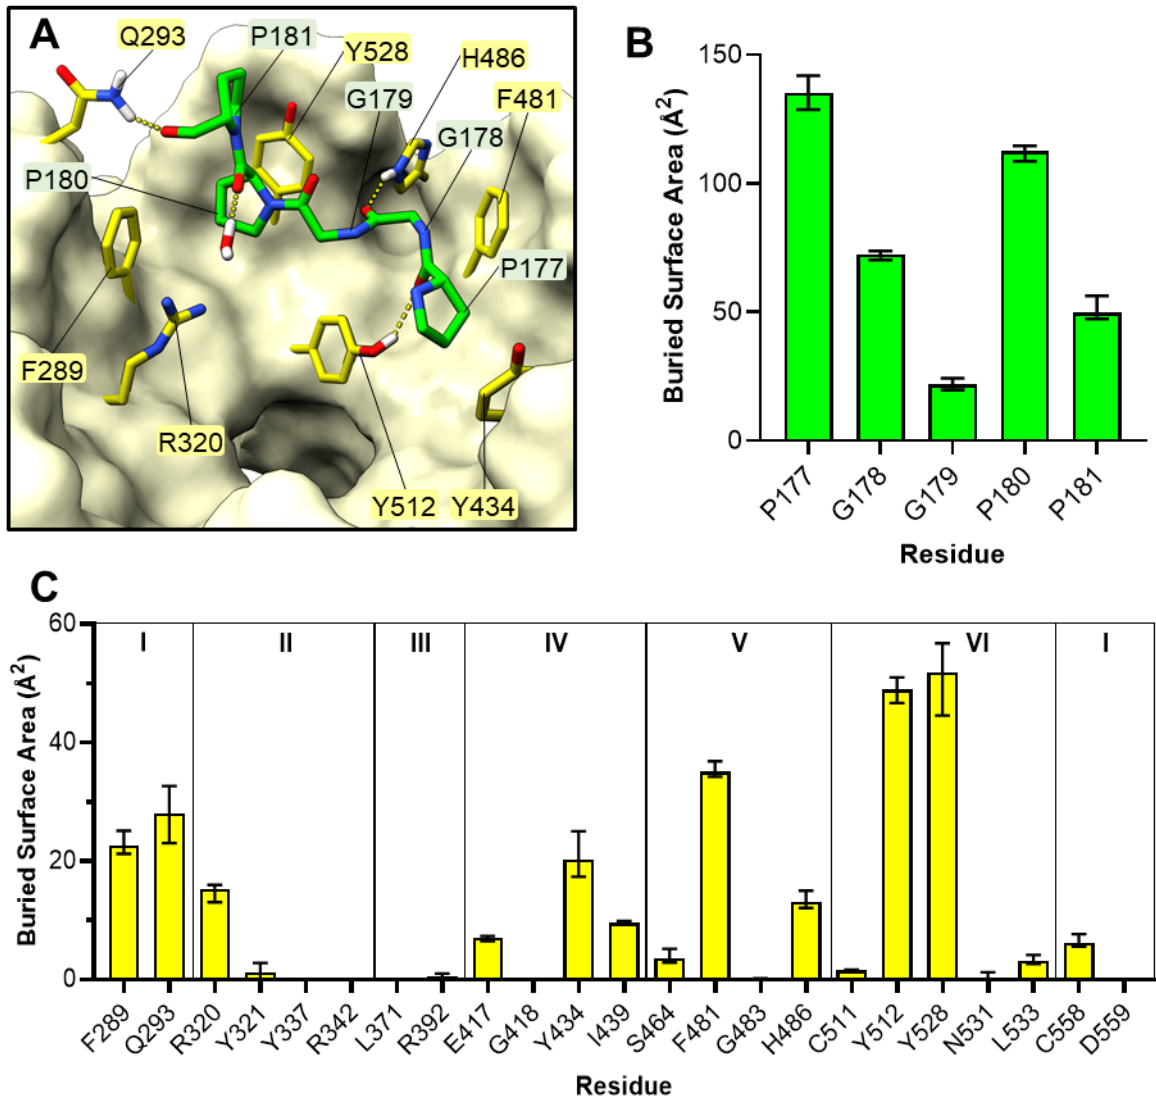 A
Q293
P181
Y528
H486
G179
F481
G178
P180
P177
F289
R320
Y512
Y434
B
150
100
50
0
Buried Surface Area (Å²)
P177
G178
G179
P180
P181
Residue
C
60
40
20
0
Buried Surface Area (Å²)
I
II
III
IV
V
VI
I
F289
Q293
R320
Y321
Y337
R342
L371
R392
E417
G418
Y434
I439
S464
F481
G483
H486
C511
Y512
Y528
N531
L533
C558
D559
Residue